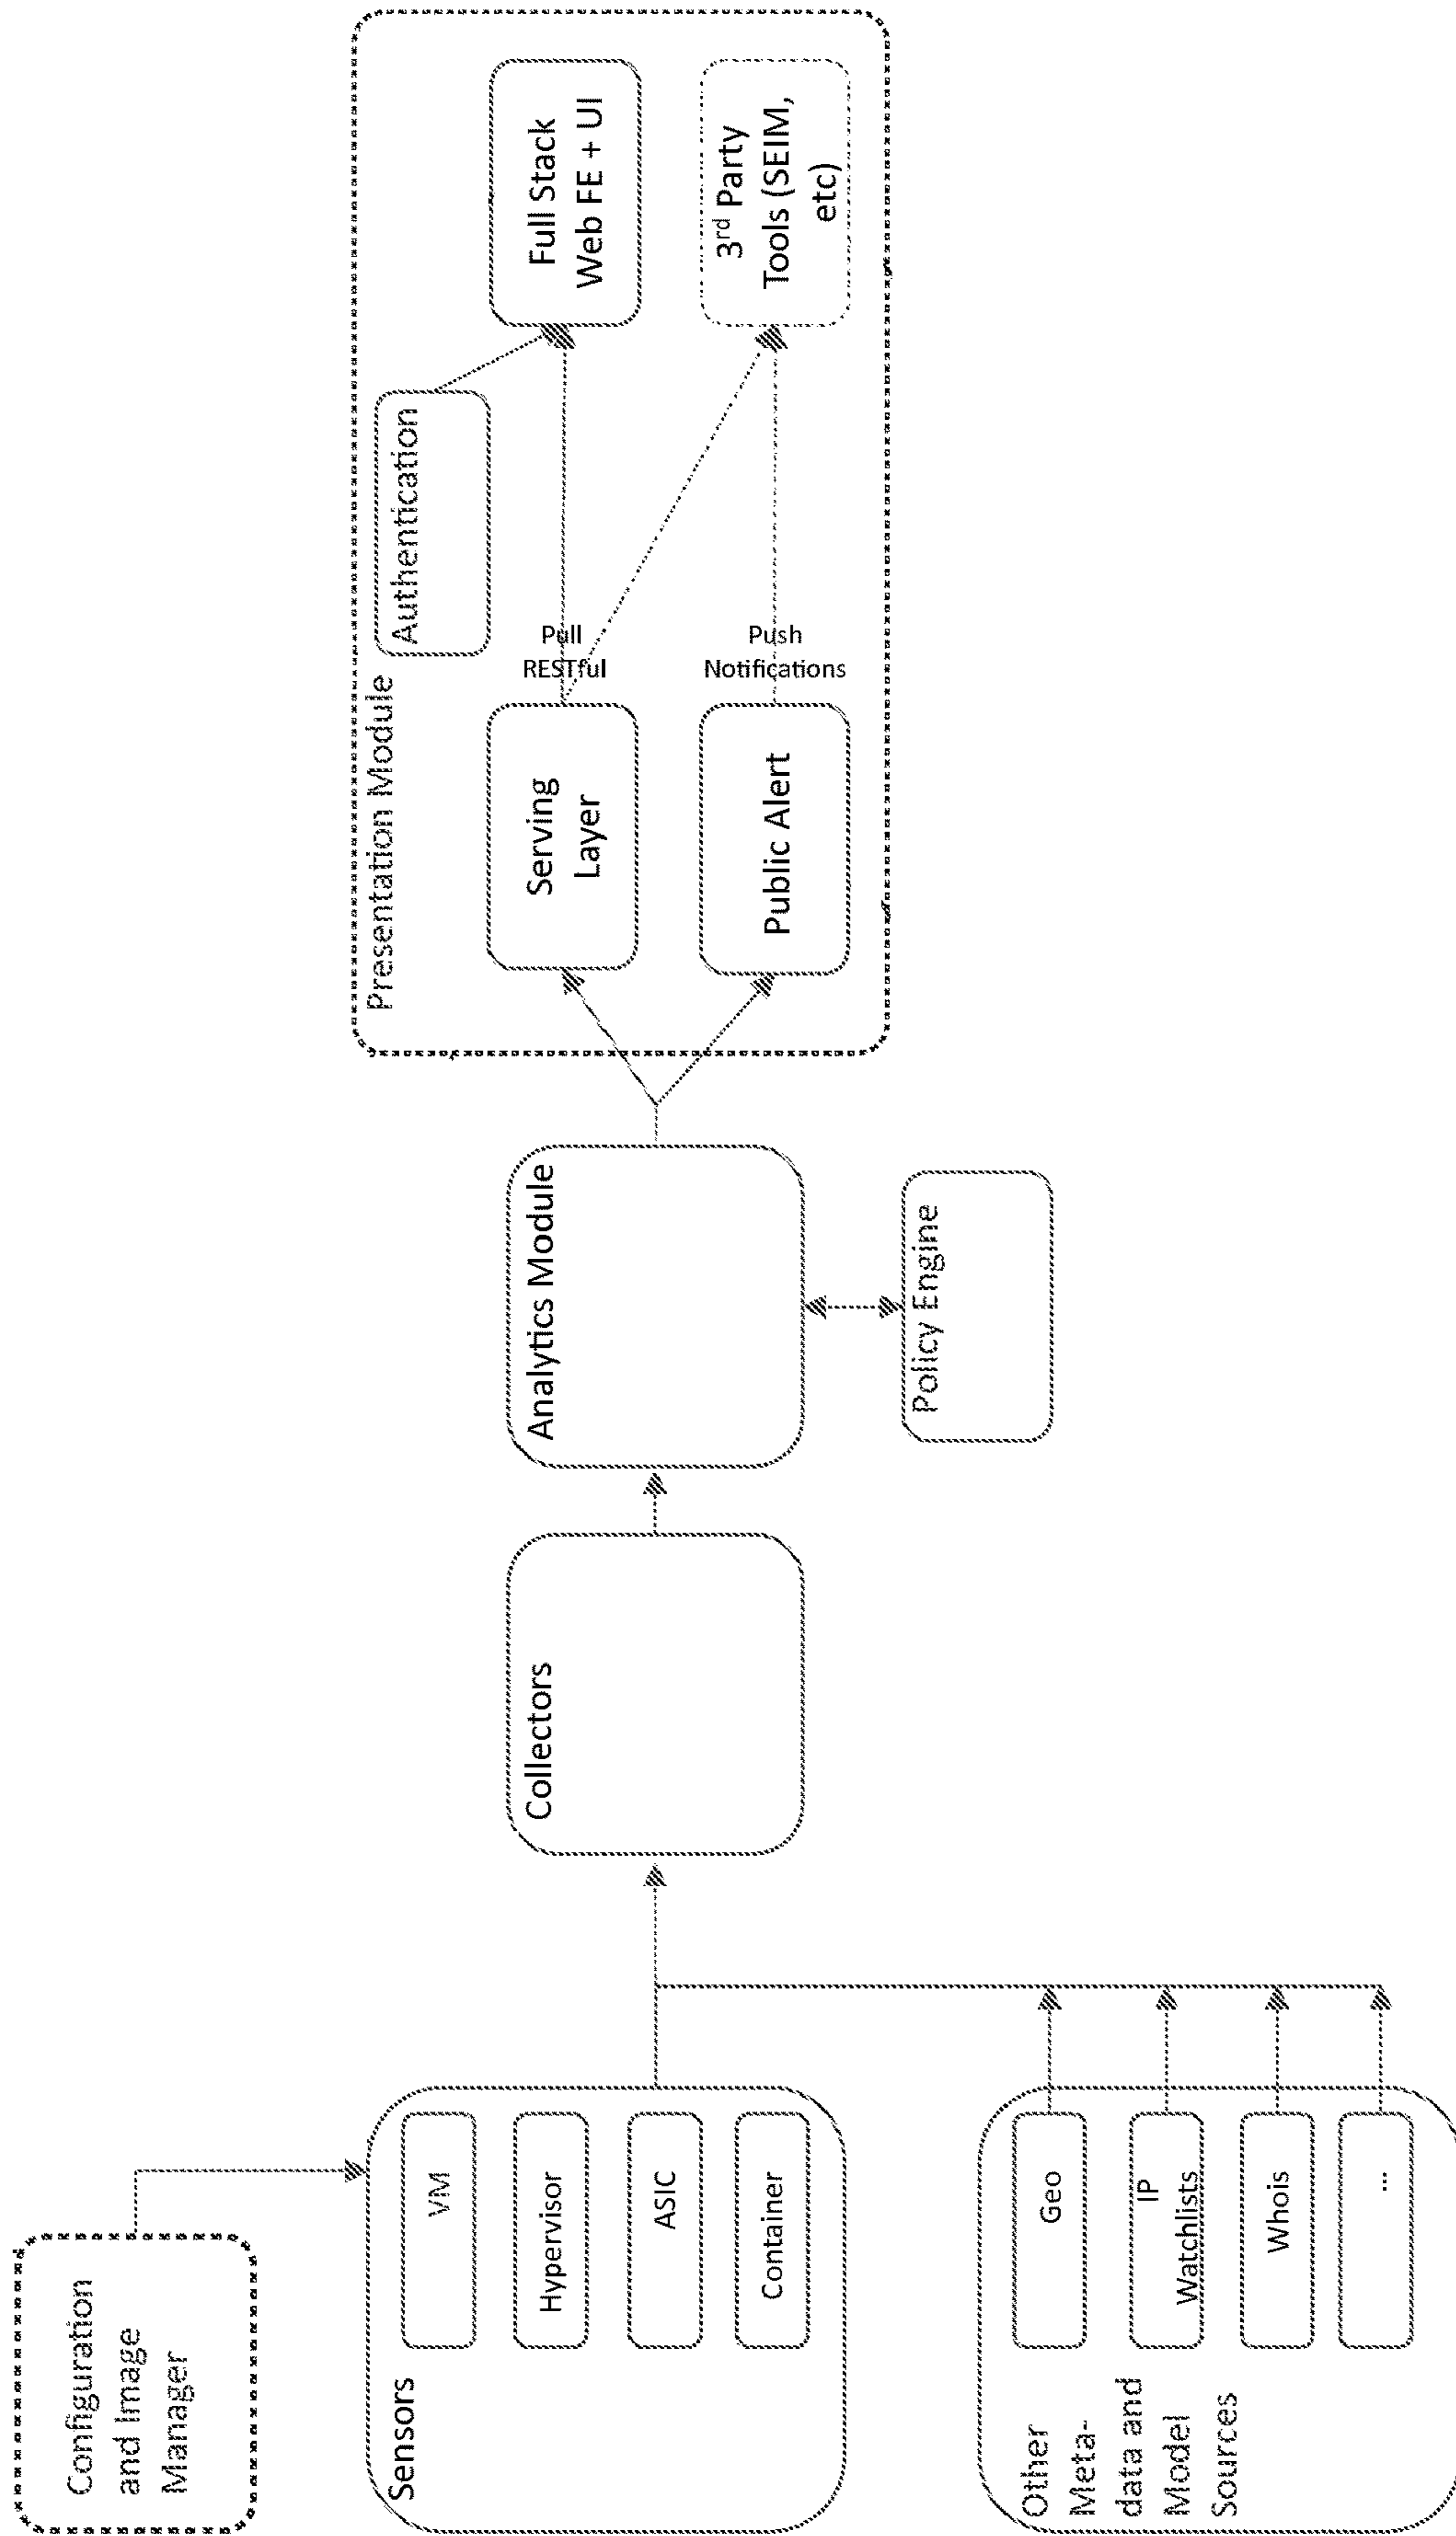 Configuration
and Image
Manager
Sensors
VM
Hypervisor
ASIC
Container
Other
Meta-
data and
Model
Sources
Geo
IP
Watchlists
Whois
...
Collectors
Analytics Module
Policy Engine
Presentation Module
Authentication
Serving
Layer
Public Alert
Pull
RESTful
Push
Notifications
Full Stack
Web FE + UI
3rd Party
Tools (SEIM,
etc)